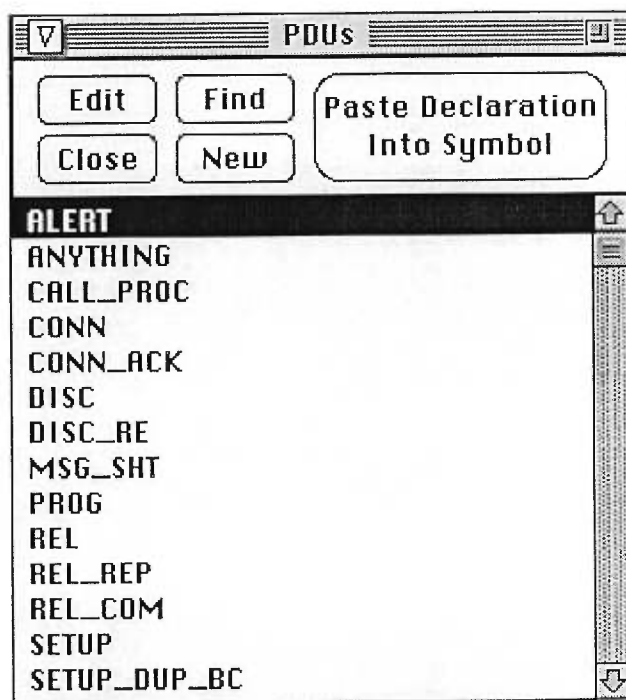 PDUs
Edit
Find
Paste Declaration
Into Symbol
Close
New
ALERT
ANYTHING
CALL_PROC
CONN
CONN_ACK
DISC
DISC_RE
MSG_SHT
PROG
REL
REL_REP
REL_COM
SETUP
SETUP_DUP_BC